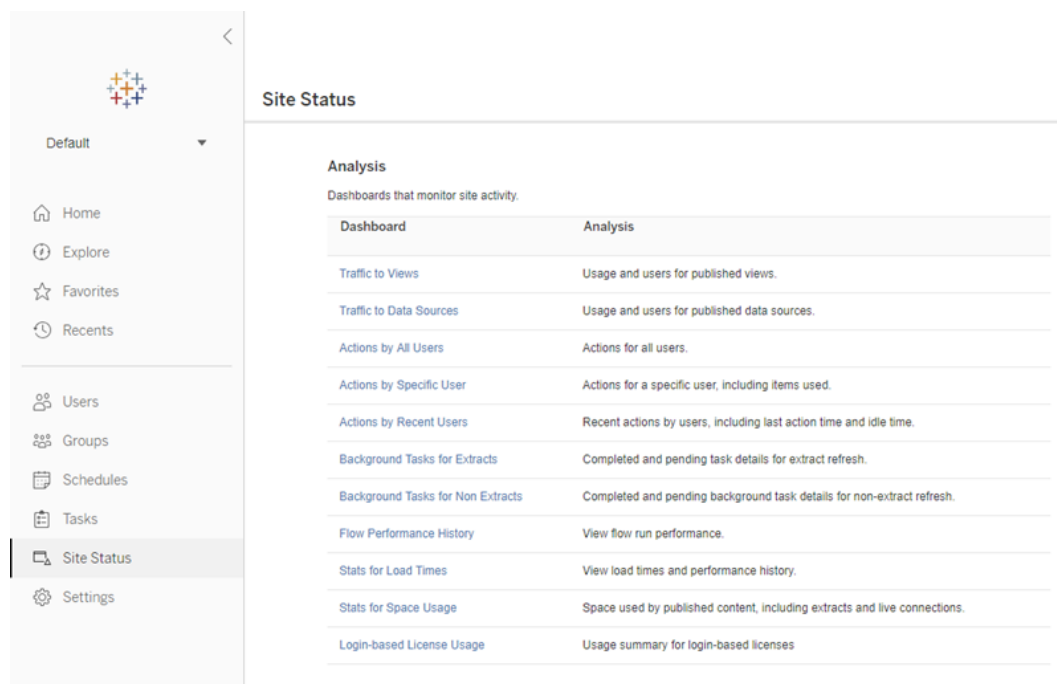 Default
Home
Explore
Favorites
Recents
Users
Groups
Schedules
Tasks
Site Status
Settings
Site Status
Analysis
Dashboards that monitor site activity.
Dashboard Analysis
Traffic to Views Usage and users for published views.
Traffic to Data Sources Usage and users for published data sources.
Actions by All Users Actions for all users.
Actions by Specific User Actions for a specific user, including items used.
Actions by Recent Users Recent actions by users, including last action time and idle time.
Background Tasks for Extracts Completed and pending task details for extract refresh.
Background Tasks for Non Extracts Completed and pending background task details for non-extract refresh.
Flow Performance History View flow run performance.
Stats for Load Times View load times and performance history.
Stats for Space Usage Space used by published content, including extracts and live connections.
Login-based License Usage Usage summary for login-based licenses